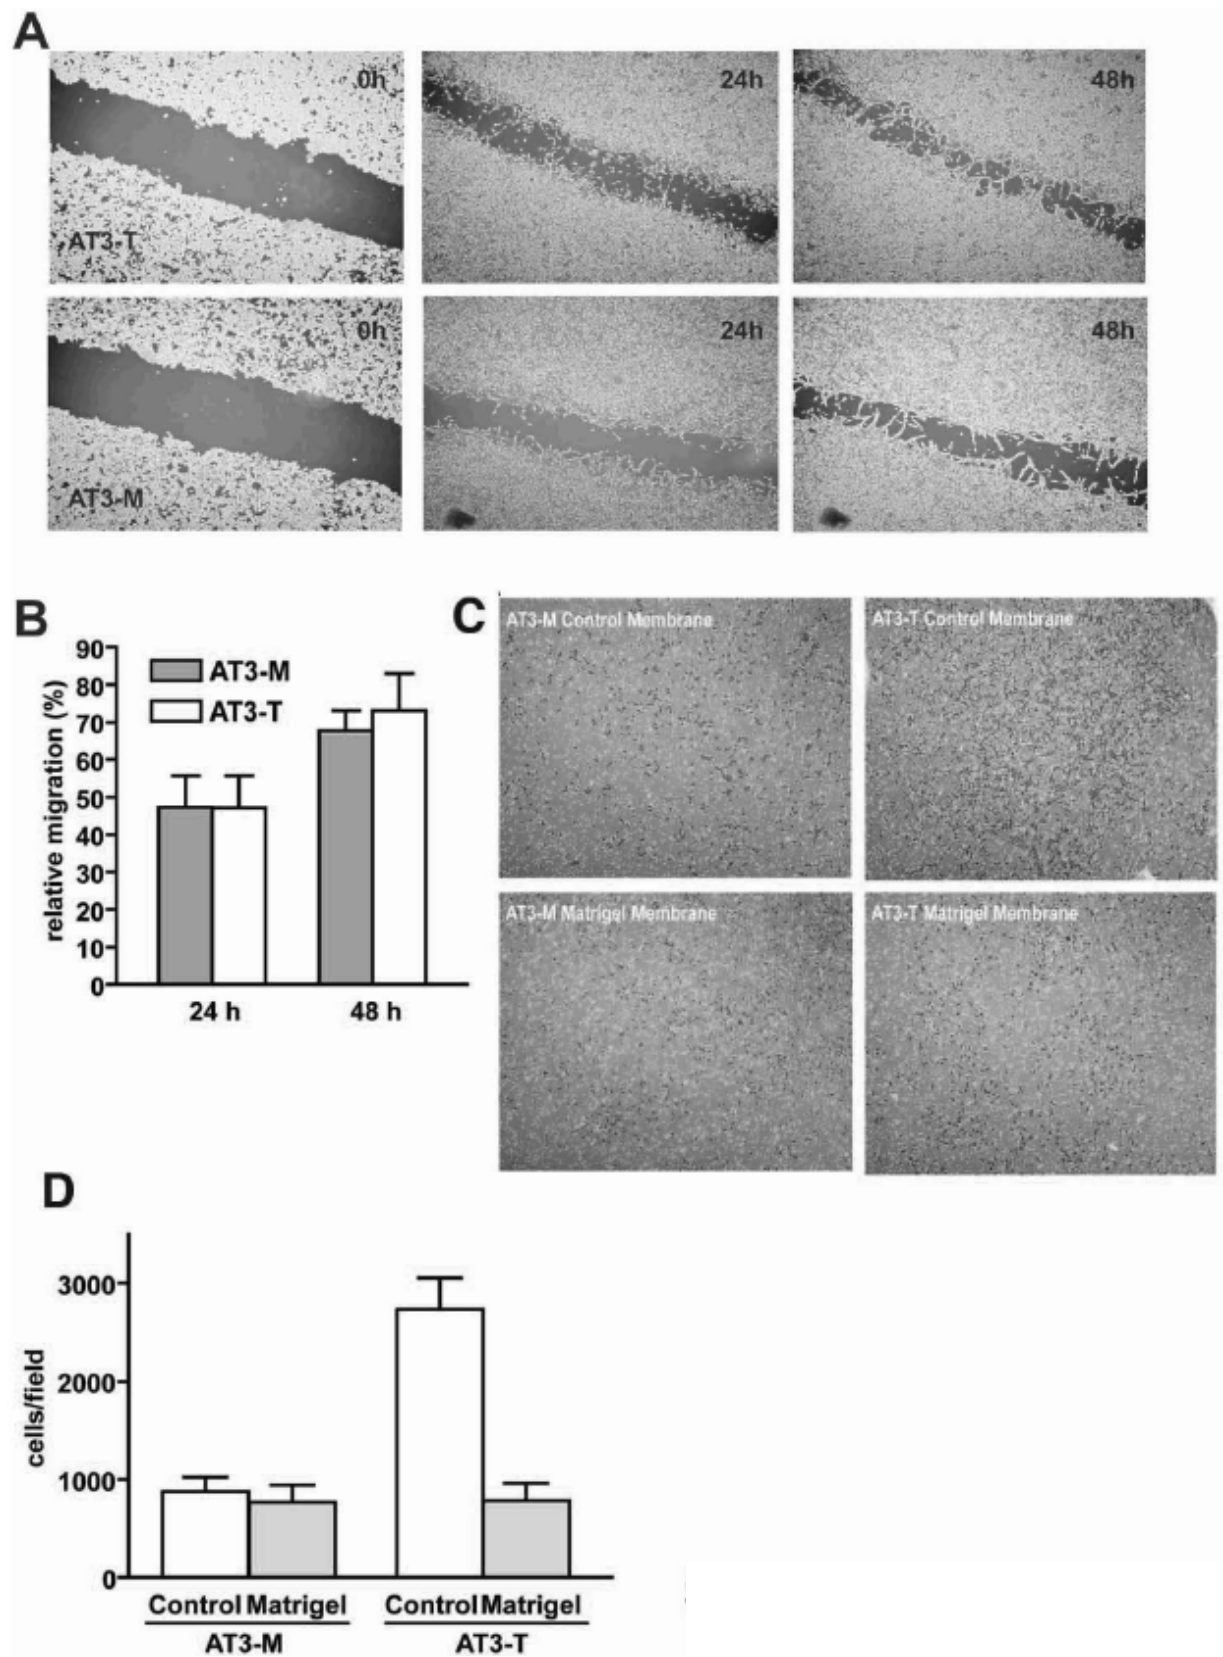 A
0h
24h
48h
AT3-T
0h
24h
48h
AT3-M
B
90
80
70
60
50
40
30
20
10
0
relative migration (%)
AT3-M
AT3-T
24 h
48 h
C
AT3-M Control Membrane
AT3-T Control Membrane
AT3-M Matrigel Membrane
AT3-T Matrigel Membrane
D
3000
2000
1000
0
cells/field
Control Matrigel
Control Matrigel
AT3-M
AT3-T